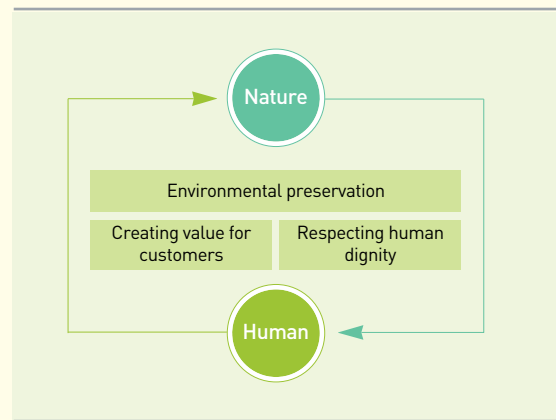 Nature
Environmental preservation
Creating value for
customers
Respecting human
dignity
Human